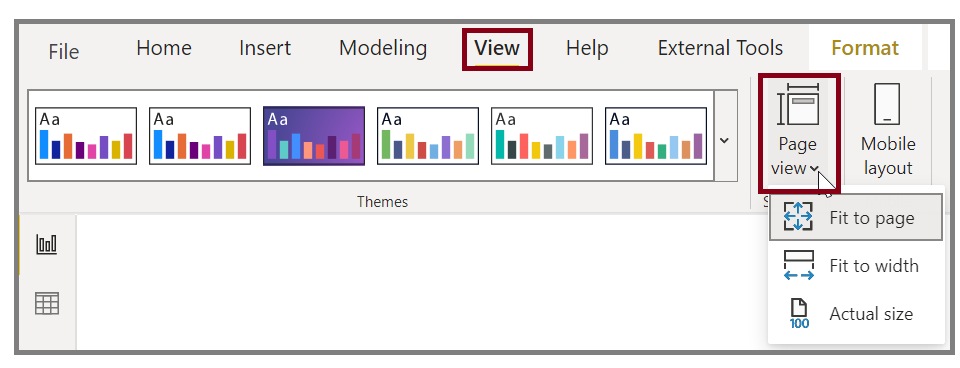 File Home Insert Modeling View Help External Tools Format
Aa Aa Aa Aa Aa Aa
Page
view
Mobile
layout
Themes
S
Fit to page
Fit to width
100 Actual size